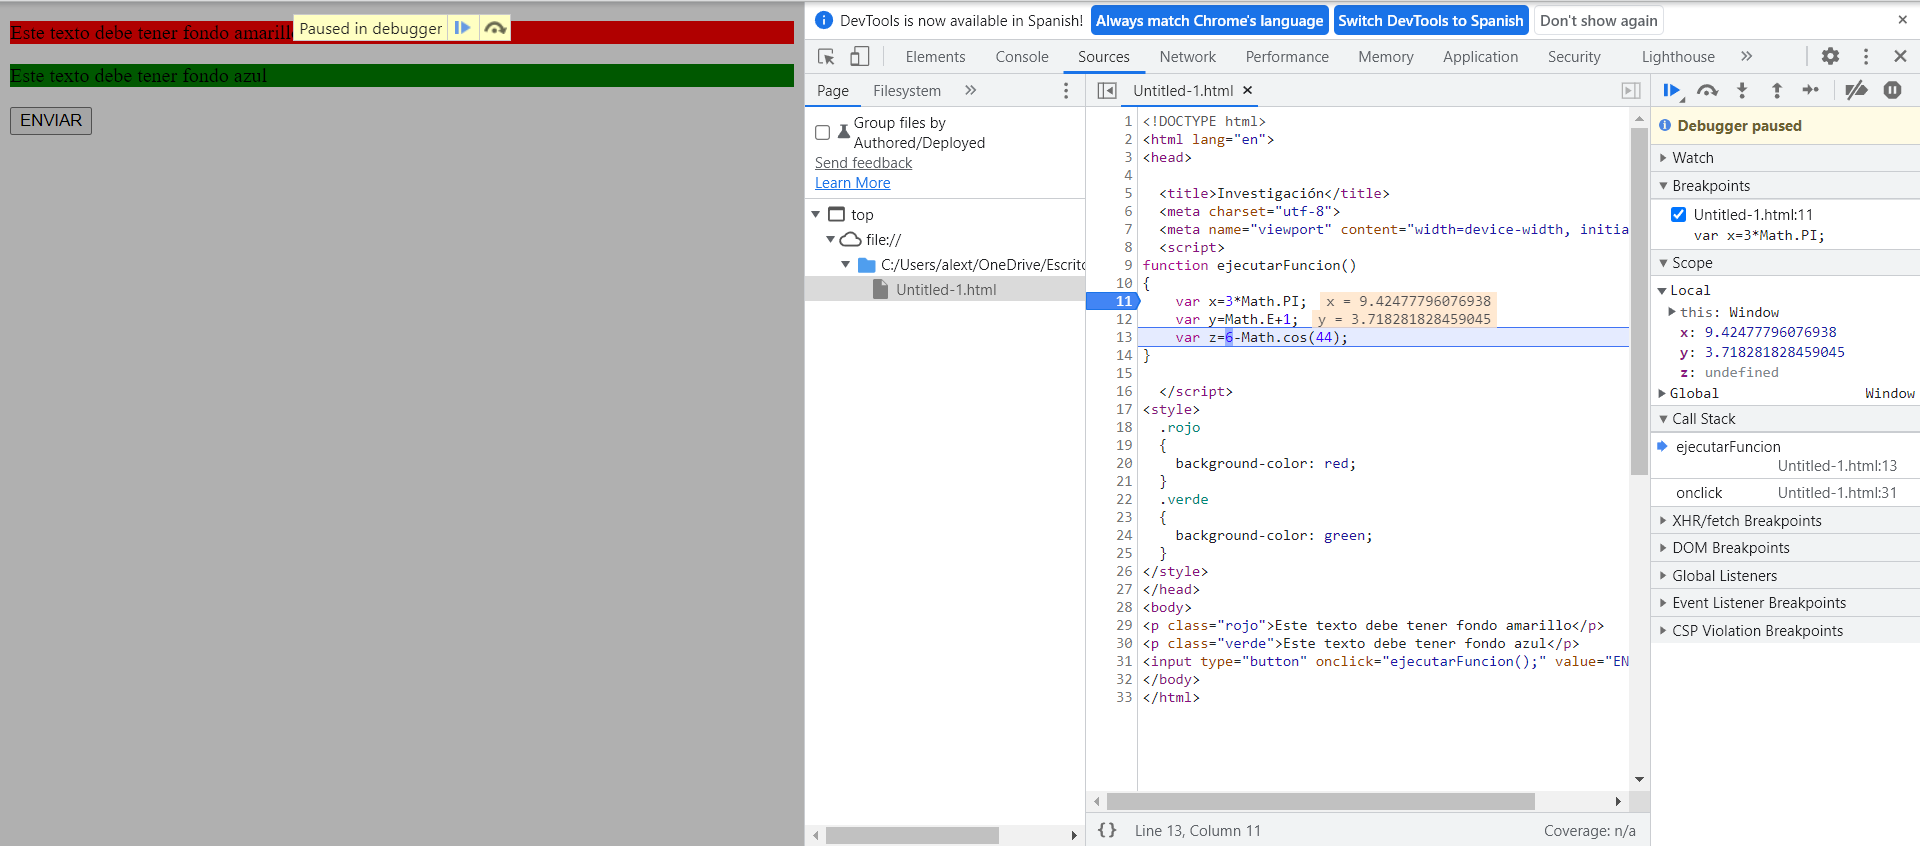 Este texto debe tener fondo amarill
Paused in debugger
Este texto debe tener fondo azul
ENVIAR
DevTools is now available in Spanish!
Always match Chrome's language
Switch DevTools to Spanish
Don't show again
Elements Console Sources Network Performance Memory Application Security Lighthouse
Page Filesystem
Group files by
Authored/Deployed
Send feedback
Learn More
top
file://
C:/Users/alext/OneDrive/Escrito
Untitled-1.html
Untitled-1.html
1 <!DOCTYPE html>
2 <html lang="en">
3 <head>
4
5 <title>Investigación</title>
6 <meta charset="utf-8">
7 <meta name="viewport" content="width=device-width, initia
8 <script>
9 function ejecutarFuncion()
10 {
11 var x=3*Math.PI; x = 9.42477796076938
12 var y=Math.E+1; y = 3.718281828459045
13 var z=6-Math.cos(44);
14 }
15
16 </script>
17 <style>
18 .rojo
19 {
20 background-color: red;
21 }
22 .verde
23 {
24 background-color: green;
25 }
26 </style>
27 </head>
28 <body>
29 <p class="rojo">Este texto debe tener fondo amarillo</p>
30 <p class="verde">Este texto debe tener fondo azul</p>
31 <input type="button" onclick="ejecutarFuncion();" value="EN
32 </body>
33 </html>
{} Line 13, Column 11
Coverage: n/a
Debugger paused
Watch
Breakpoints
Untitled-1.html:11
var x=3*Math.PI;
Scope
Local
this: Window
x: 9.42477796076938
y: 3.718281828459045
z: undefined
Global Window
Call Stack
ejecutarFuncion
Untitled-1.html:13
onclick Untitled-1.html:31
XHR/fetch Breakpoints
DOM Breakpoints
Global Listeners
Event Listener Breakpoints
CSP Violation Breakpoints